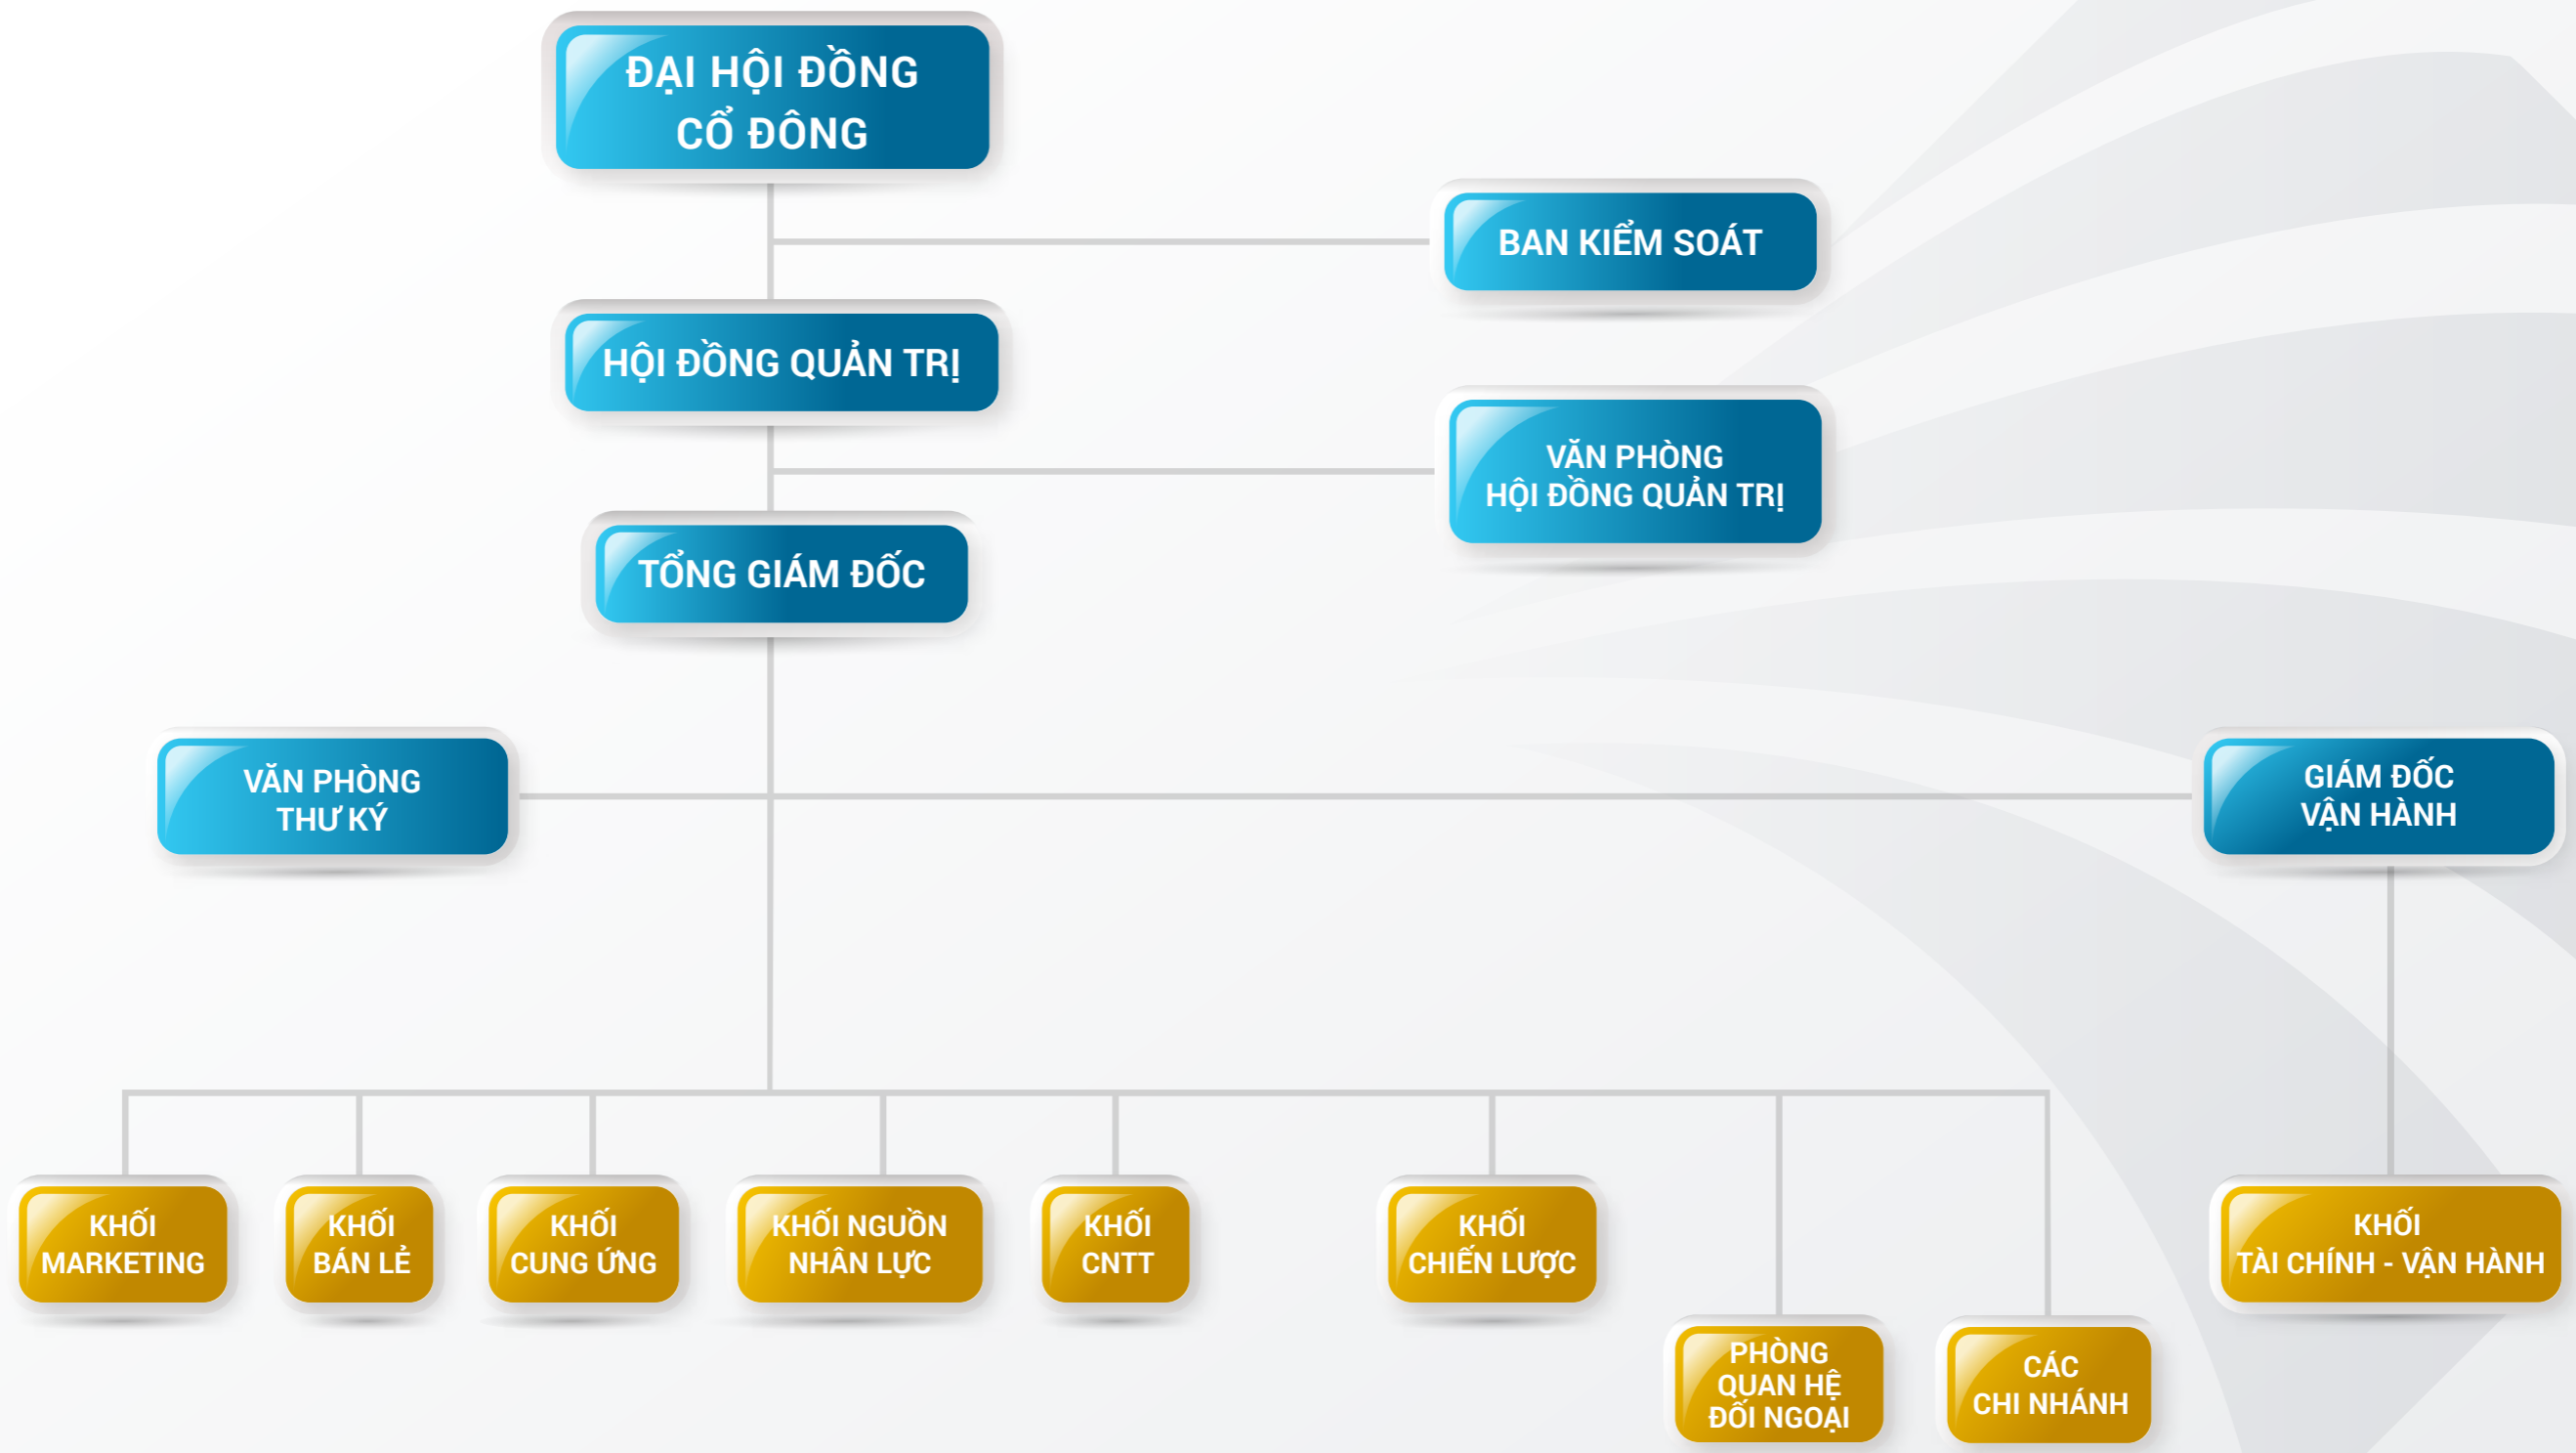 ĐẠI HỘI ĐỒNG
CỔ ĐÔNG
BAN KIỂM SOÁT
HỘI ĐỒNG QUẢN TRỊ
VĂN PHÒNG
HỘI ĐỒNG QUẢN TRỊ
TỔNG GIÁM ĐỐC
VĂN PHÒNG
THƯ KÝ
GIÁM ĐỐC
VẬN HÀNH
KHỐI
MARKETING
KHỐI
BÁN LẺ
KHỐI
CUNG ỨNG
KHỐI NGUỒN
NHÂN LỰC
KHỐI
CNTT
KHỐI
CHIẾN LƯỢC
PHÒNG
QUAN HỆ
ĐỐI NGOẠI
CÁC
CHI NHÁNH
KHỐI
TÀI CHÍNH - VẬN HÀNH